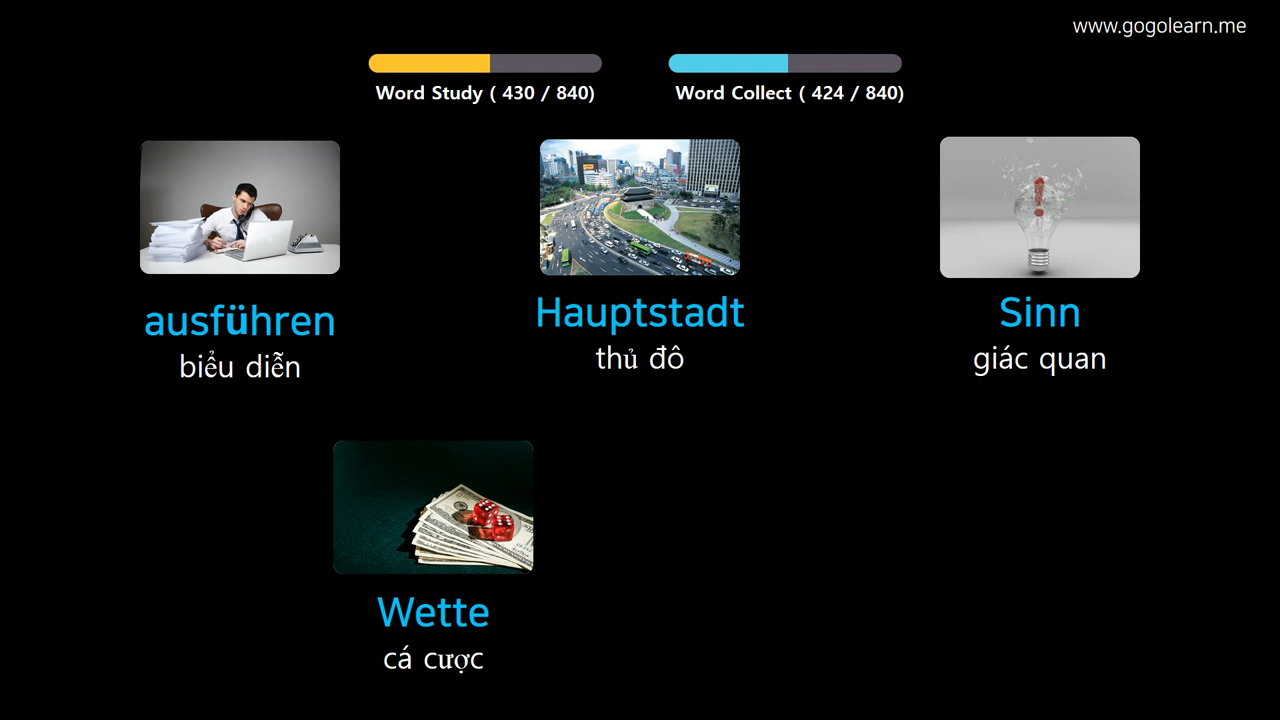 www.gogolearn.me
Word Study ( 430 / 840)
Word Collect ( 424 / 840)
ausführen
biểu diễn
Hauptstadt
thủ đô
Sinn
giác quan
Wette
cá cược